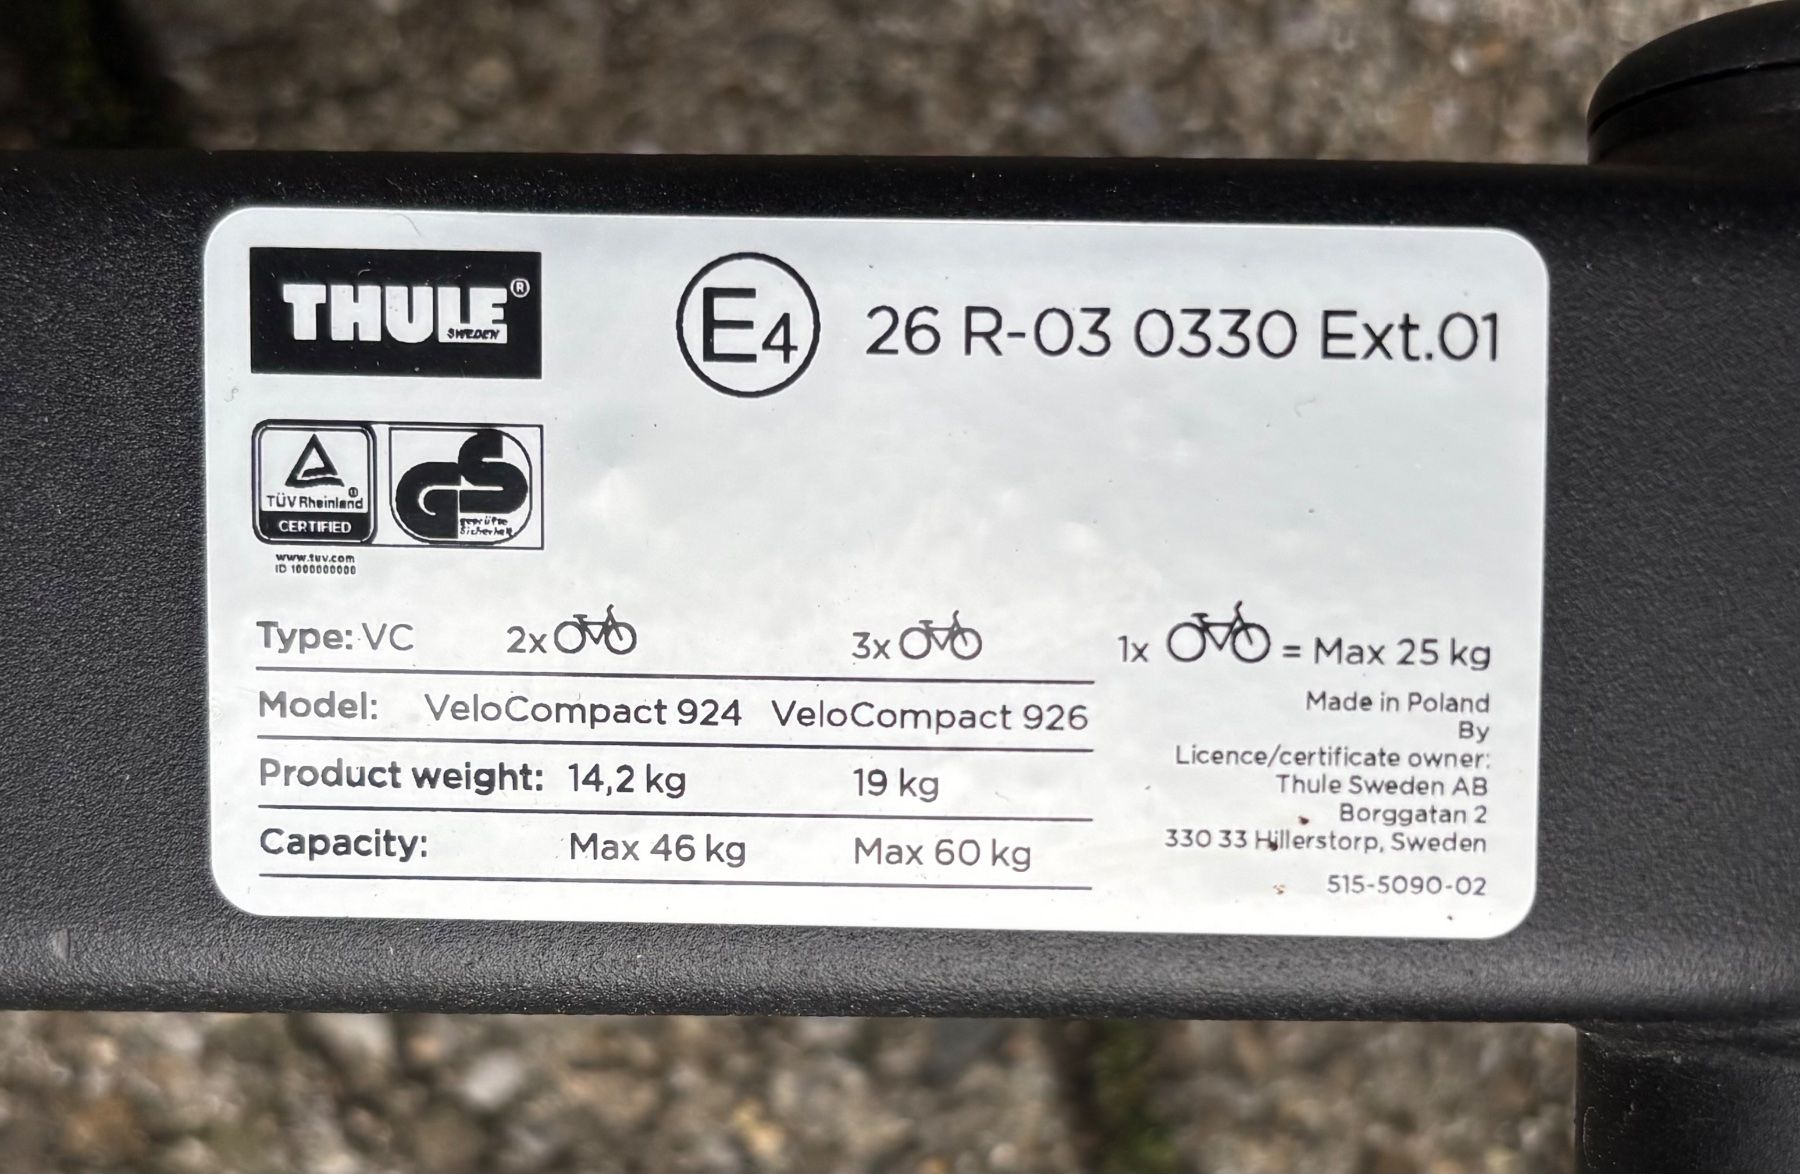 THULE®
SWEDEN
E4 26 R-03 0330 Ext.01
TÜV Rheinland®
CERTIFIED
GS
geprüfte
Sicherheit
www.tuv.com
ID 1000000000
Type: VC 2x 3x
Model: VeloCompact 924 VeloCompact 926
Product weight: 14,2 kg 19 kg
Capacity: Max 46 kg Max 60 kg
1x = Max 25 kg
Made in Poland
By
Licence/certificate owner:
Thule Sweden AB
Borggatan 2
330 33 Hillerstorp, Sweden
515-5090-02